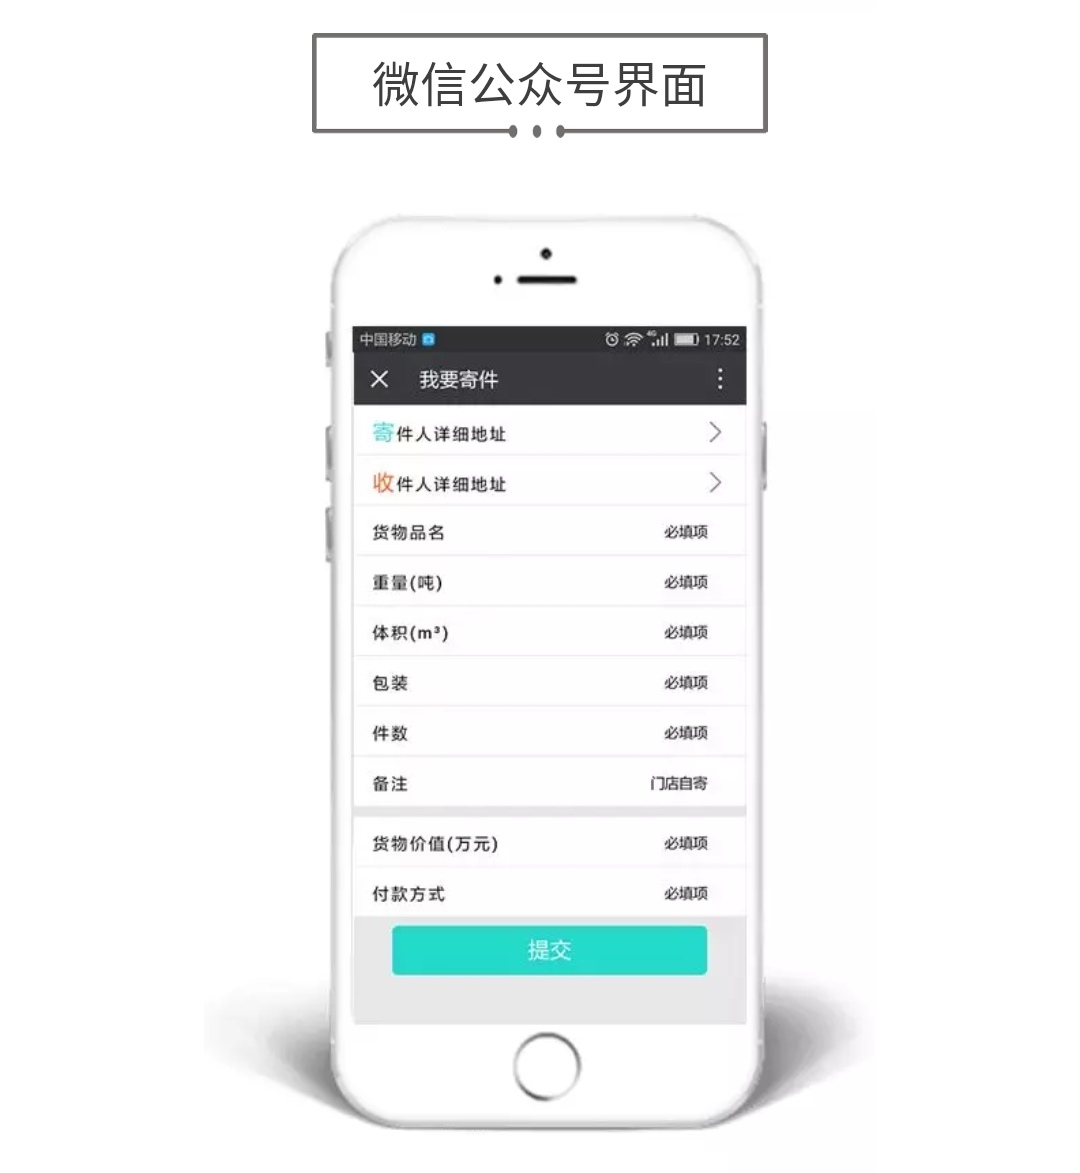 微信公众号界面
中国移动 4G 17:52
我要寄件
寄件人详细地址
收件人详细地址
货物品名 必填项
重量(吨) 必填项
体积(m³) 必填项
包装 必填项
件数 必填项
备注 门店自寄
货物价值(万元) 必填项
付款方式 必填项
提交